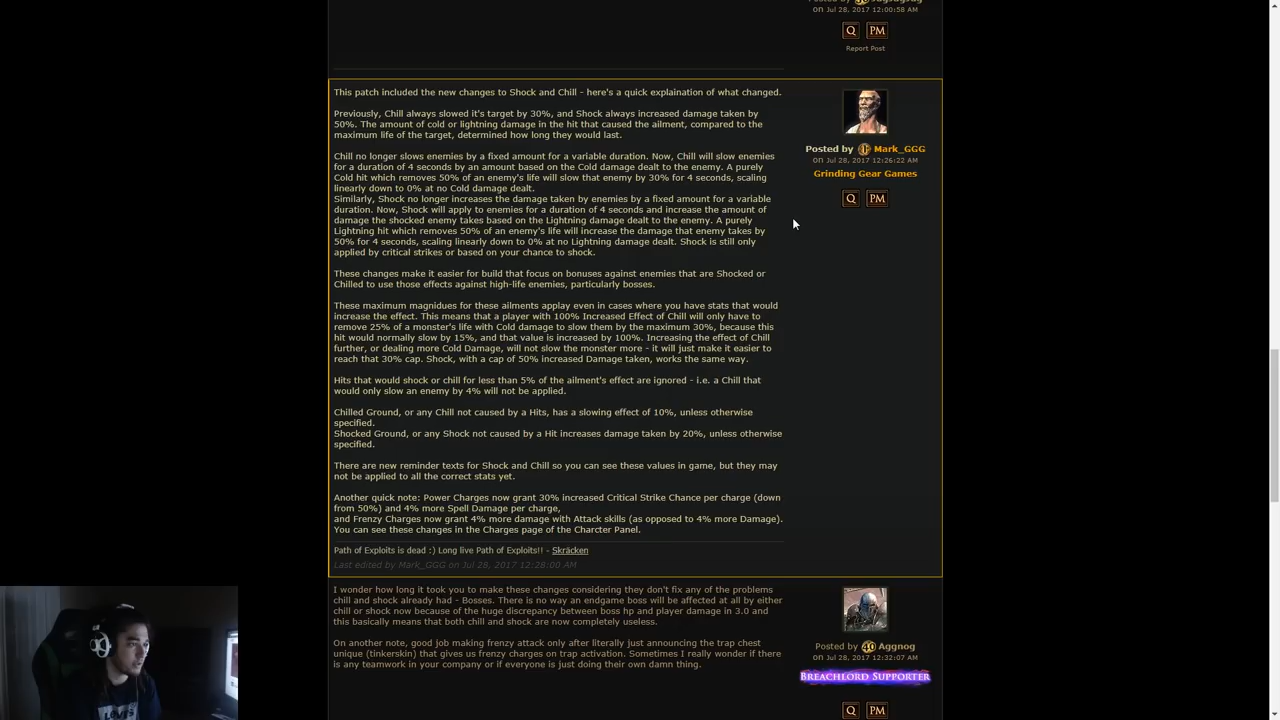 on Jul 28, 2017 12:00:58 AM
Q PM
Report Post
This patch included the new changes to Shock and Chill - here's a quick explaination of what changed.
Previously, Chill always slowed it's target by 30%, and Shock always increased damage taken by
50%. The amount of cold or lightning damage in the hit that caused the ailment, compared to the
maximum life of the target, determined how long they would last.
Chill no longer slows enemies by a fixed amount for a variable duration. Now, Chill will slow enemies
for a duration of 4 seconds by an amount based on the Cold damage dealt to the enemy. A purely
Cold hit which removes 50% of an enemy's life will slow that enemy by 30% for 4 seconds, scaling
linearly down to 0% at no Cold damage dealt.
Similarly, Shock no longer increases the damage taken by enemies by a fixed amount for a variable
duration. Now, Shock will apply to enemies for a duration of 4 seconds and increase the amount of
damage the shocked enemy takes based on the Lightning damage dealt to the enemy. A purely
Lightning hit which removes 50% of an enemy's life will increase the damage that enemy takes by
50% for 4 seconds, scaling linearly down to 0% at no Lightning damage dealt. Shock is still only
applied by critical strikes or based on your chance to shock.
These changes make it easier for build that focus on bonuses against enemies that are Shocked or
Chilled to use those effects against high-life enemies, particularly bosses.
These maximum magnidues for these ailments applay even in cases where you have stats that would
increase the effect. This means that a player with 100% Increased Effect of Chill will only have to
remove 25% of a monster's life with Cold damage to slow them by the maximum 30%, because this
hit would normally slow by 15%, and that value is increased by 100%. Increasing the effect of Chill
further, or dealing more Cold Damage, will not slow the monster more - it will just make it easier to
reach that 30% cap. Shock, with a cap of 50% increased Damage taken, works the same way.
Hits that would shock or chill for less than 5% of the ailment's effect are ignored - i.e. a Chill that
would only slow an enemy by 4% will not be applied.
Chilled Ground, or any Chill not caused by a Hits, has a slowing effect of 10%, unless otherwise
specified.
Shocked Ground, or any Shock not caused by a Hit increases damage taken by 20%, unless otherwise
specified.
There are new reminder texts for Shock and Chill so you can see these values in game, but they may
not be applied to all the correct stats yet.
Another quick note: Power Charges now grant 30% increased Critical Strike Chance per charge (down
from 50%) and 4% more Spell Damage per charge,
and Frenzy Charges now grant 4% more damage with Attack skills (as opposed to 4% more Damage).
You can see these changes in the Charges page of the Charcter Panel.
Path of Exploits is dead :) Long live Path of Exploits!! - Skräcken
Last edited by Mark_GGG on Jul 28, 2017 12:28:00 AM
Posted by Mark_GGG
on Jul 28, 2017 12:26:22 AM
Grinding Gear Games
Q PM
I wonder how long it took you to make these changes considering they don't fix any of the problems
chill and shock already had - Bosses. There is no way an endgame boss will be affected at all by either
chill or shock now because of the huge discrepancy between boss hp and player damage in 3.0 and
this basically means that both chill and shock are now completely useless.
On another note, good job making frenzy attack only after literally just announcing the trap chest
unique (tinkerskin) that gives us frenzy charges on trap activation. Sometimes I really wonder if there
is any teamwork in your company or if everyone is just doing their own damn thing.
Posted by 40 Aggnog
on Jul 28, 2017 12:32:07 AM
BREACHLORD SUPPORTER
Q PM